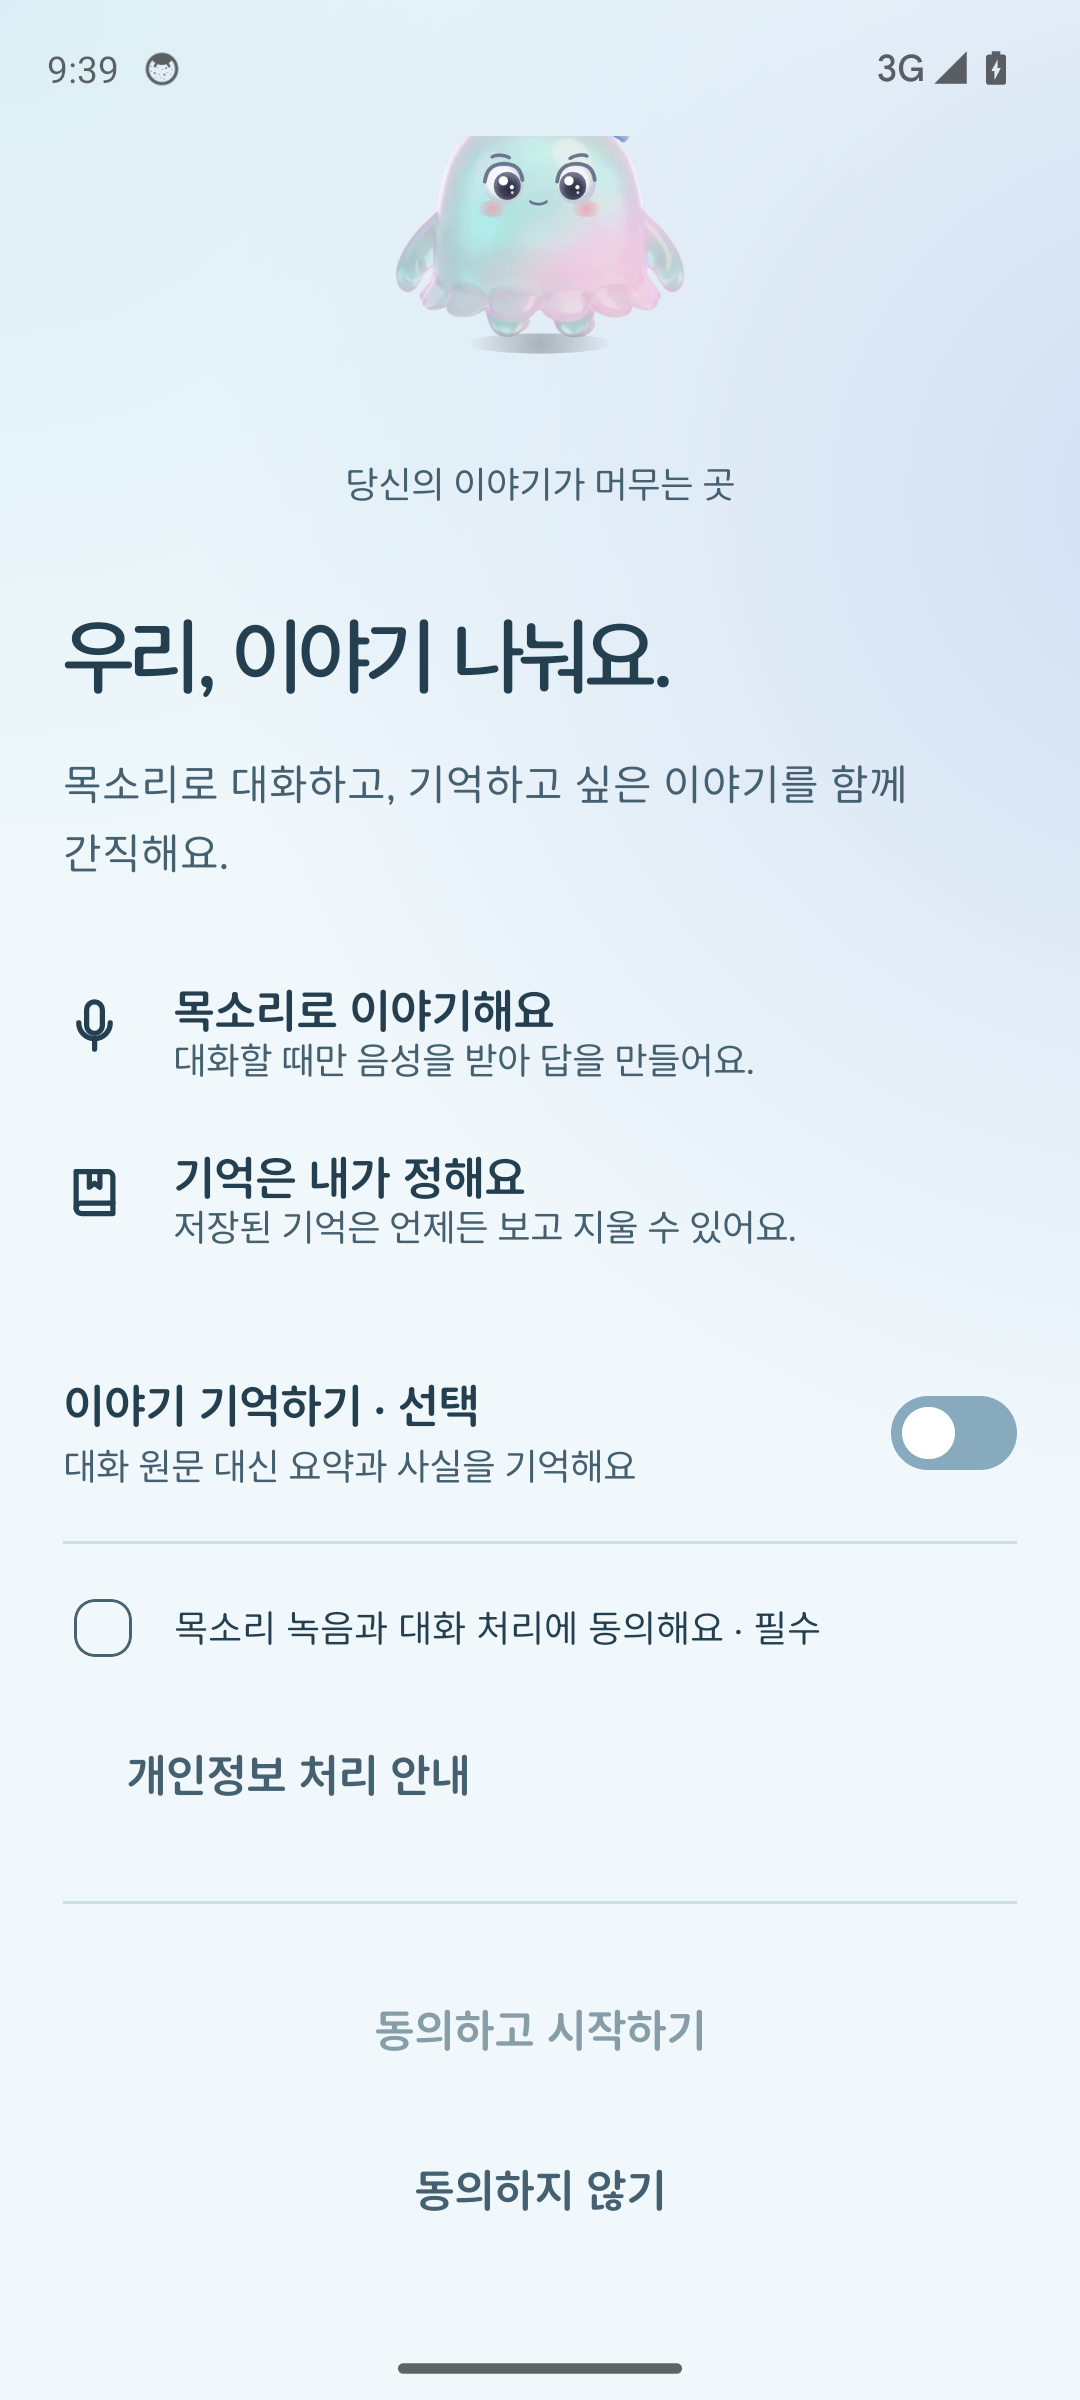 9:39
3G
당신의 이야기가 머무는 곳
우리, 이야기 나눠요.
목소리로 대화하고, 기억하고 싶은 이야기를 함께
간직해요.
목소리로 이야기해요
대화할 때만 음성을 받아 답을 만들어요.
기억은 내가 정해요
저장된 기억은 언제든 보고 지울 수 있어요.
이야기 기억하기 · 선택
대화 원문 대신 요약과 사실을 기억해요
목소리 녹음과 대화 처리에 동의해요 · 필수
개인정보 처리 안내
동의하고 시작하기
동의하지 않기